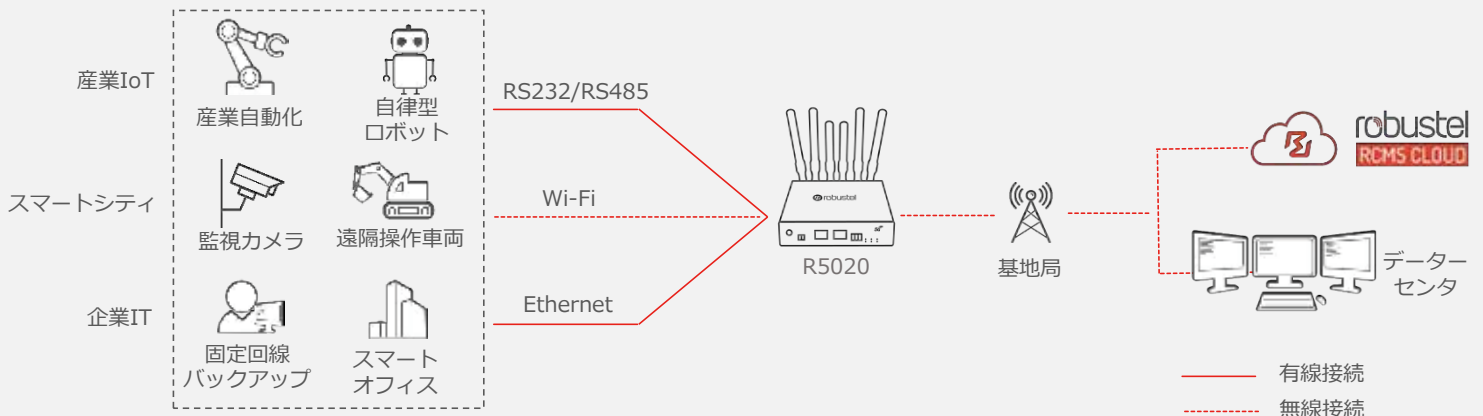 産業IoT
産業自動化
自律型
ロボット
スマートシティ
監視カメラ
遠隔操作車両
企業IT
固定回線
バックアップ
スマート
オフィス
RS232/RS485
Wi-Fi
Ethernet
robustel
R5020
基地局
robustel
RCMS CLOUD
データー
センタ
有線接続
無線接続